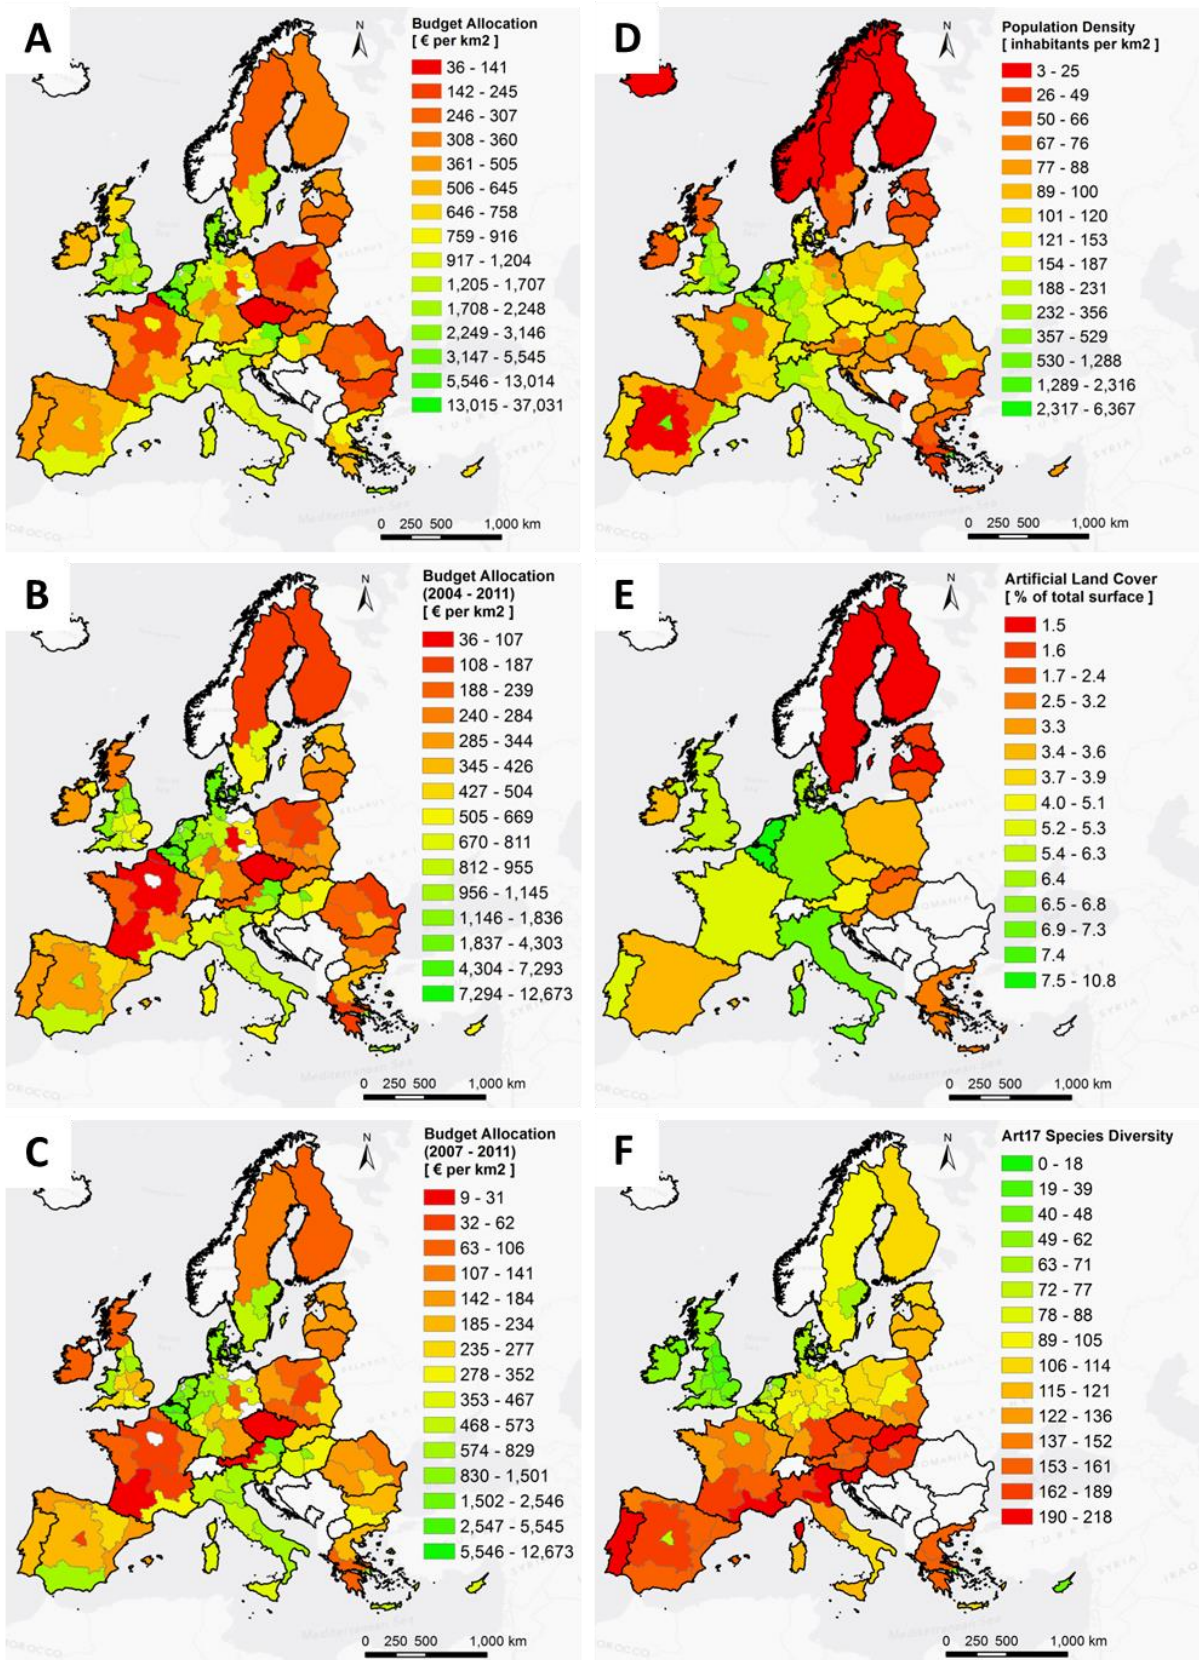 A
Budget Allocation
[ € per km2 ]
36 - 141
142 - 245
246 - 307
308 - 360
361 - 505
506 - 645
646 - 758
759 - 916
917 - 1,204
1,205 - 1,707
1,708 - 2,248
2,249 - 3,146
3,147 - 5,545
5,546 - 13,014
13,015 - 37,031
N
Mediterranean Sea
0 250 500 1,000 km
D
Population Density
[ inhabitants per km2 ]
3 - 25
26 - 49
50 - 66
67 - 76
77 - 88
89 - 100
101 - 120
121 - 153
154 - 187
188 - 231
232 - 356
357 - 529
530 - 1,288
1,289 - 2,316
2,317 - 6,367
N
SYRIA
IRAQ
Mediterranean Sea
0 250 500 1,000 km
B
Budget Allocation
(2004 - 2011)
[ € per km2 ]
36 - 107
108 - 187
188 - 239
240 - 284
285 - 344
345 - 426
427 - 504
505 - 669
670 - 811
812 - 955
956 - 1,145
1,146 - 1,836
1,837 - 4,303
4,304 - 7,293
7,294 - 12,673
N
Mediterranean Sea
0 250 500 1,000 km
E
Artificial Land Cover
[ % of total surface ]
1.5
1.6
1.7 - 2.4
2.5 - 3.2
3.3
3.4 - 3.6
3.7 - 3.9
4.0 - 5.1
5.2 - 5.3
5.4 - 6.3
6.4
6.5 - 6.8
6.9 - 7.3
7.4
7.5 - 10.8
N
ROMANIA
Mediterranean Sea
0 250 500 1,000 km
C
Budget Allocation
(2007 - 2011)
[ € per km2 ]
9 - 31
32 - 62
63 - 106
107 - 141
142 - 184
185 - 234
235 - 277
278 - 352
353 - 467
468 - 573
574 - 829
830 - 1,501
1,502 - 2,546
2,547 - 5,545
5,546 - 12,673
N
Mediterranean Sea
0 250 500 1,000 km
F
Art17 Species Diversity
0 - 18
19 - 39
40 - 48
49 - 62
63 - 71
72 - 77
78 - 88
89 - 105
106 - 114
115 - 121
122 - 136
137 - 152
153 - 161
162 - 189
190 - 218
N
Mediterranean Sea
0 250 500 1,000 km